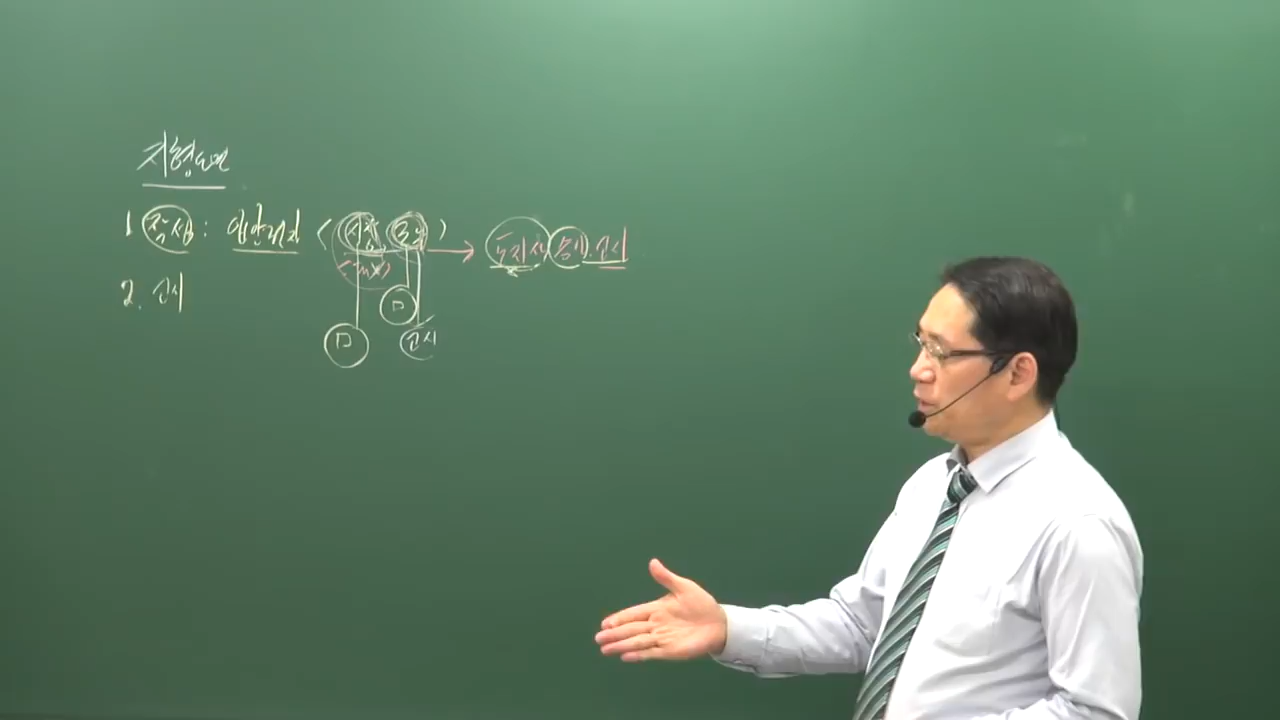 지형도면
1. 작성 : 입안권자 ( 시장 군수 ) → 도지사 승인. 고시
2. 고시
ㅁ
ㅁ 고시